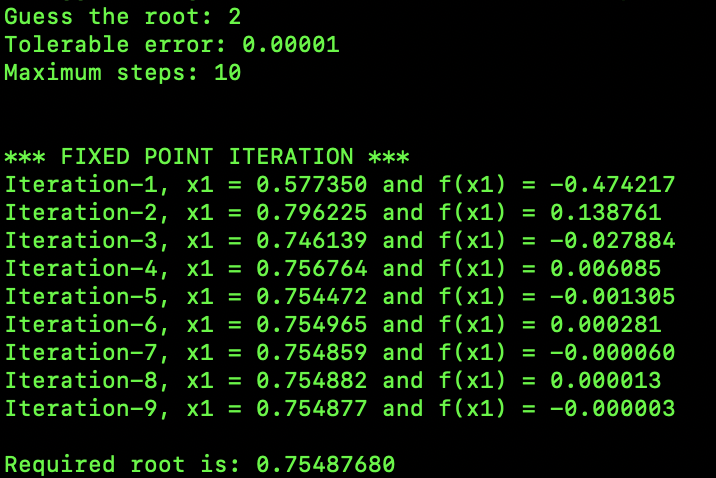 Guess the root: 2
Tolerable error: 0.00001
Maximum steps: 10
*** FIXED POINT ITERATION ***
Iteration-1, x1 = 0.577350 and f(x1) = -0.474217
Iteration-2, x1 = 0.796225 and f(x1) = 0.138761
Iteration-3, x1 = 0.746139 and f(x1) = -0.027884
Iteration-4, x1 = 0.756764 and f(x1) = 0.006085
Iteration-5, x1 = 0.754472 and f(x1) = -0.001305
Iteration-6, x1 = 0.754965 and f(x1) = 0.000281
Iteration-7, x1 = 0.754859 and f(x1) = -0.000060
Iteration-8, x1 = 0.754882 and f(x1) = 0.000013
Iteration-9, x1 = 0.754877 and f(x1) = -0.000003
Required root is: 0.75487680